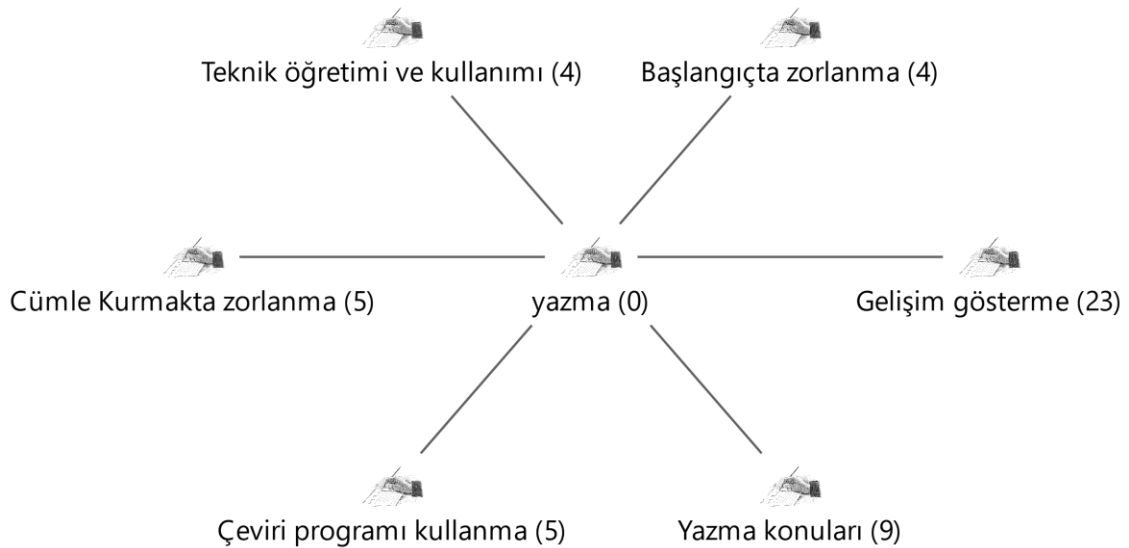 Teknik öğretimi ve kullanımı (4)
Başlangıçta zorlanma (4)
Cümle Kurmakta zorlanma (5)
yazma (0)
Gelişim gösterme (23)
Çeviri programı kullanma (5)
Yazma konuları (9)